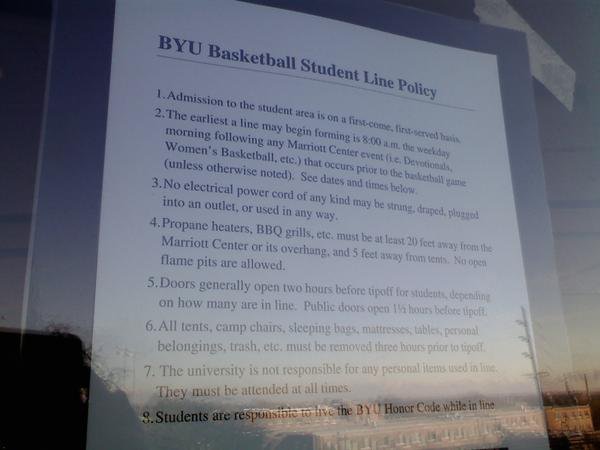 BYU Basketball Student Line Policy
1. Admission to the student area is on a first-come, first-served basis.
2. The earliest a line may begin forming is 8:00 a.m. the weekday
morning following any Marriott Center event (i.e. Devotionals,
Women's Basketball, etc.) that occurs prior to the basketball game
(unless otherwise noted). See dates and times below.
3. No electrical power cord of any kind may be strung, draped, plugged
into an outlet, or used in any way.
4. Propane heaters, BBQ grills, etc. must be at least 20 feet away from the
Marriott Center or its overhang, and 5 feet away from tents. No open
flame pits are allowed.
5. Doors generally open two hours before tipoff for students, depending
on how many are in line. Public doors open 1½ hours before tipoff.
6. All tents, camp chairs, sleeping bags, mattresses, tables, personal
belongings, trash, etc. must be removed three hours prior to tipoff.
7. The university is not responsible for any personal items used in line.
They must be attended at all times.
8. Students are responsible to live the BYU Honor Code while in line